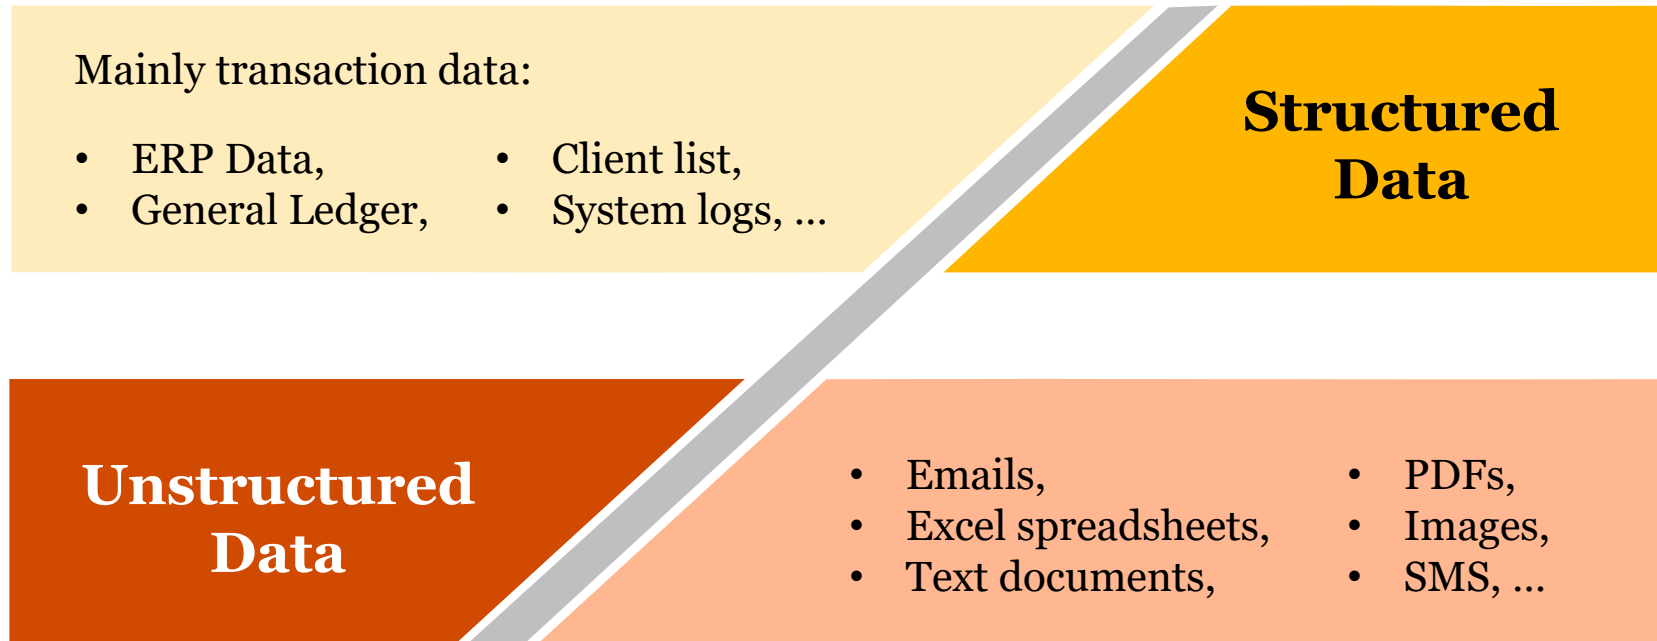 Mainly transaction data:
• ERP Data,
• General Ledger,
• Client list,
• System logs, ...
Structured
Data
Unstructured
Data
• Emails,
• Excel spreadsheets,
• Text documents,
• PDFs,
• Images,
• SMS, ...